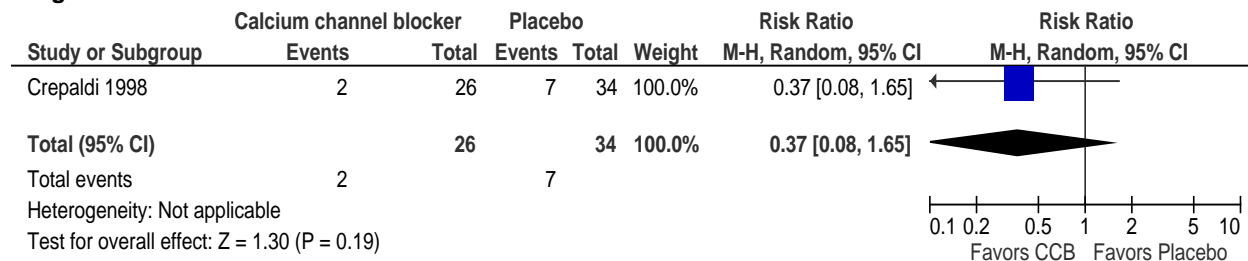 Calcium channel blocker Placebo Risk Ratio Risk Ratio
Study or Subgroup Events Total Events Total Weight M-H, Random, 95% CI M-H, Random, 95% CI
Crepaldi 1998 2 26 7 34 100.0% 0.37 [0.08, 1.65]
Total (95% CI) 26 34 100.0% 0.37 [0.08, 1.65]
Total events 2 7
Heterogeneity: Not applicable
Test for overall effect: Z = 1.30 (P = 0.19)
0.1 0.2 0.5 1 2 5 10
Favors CCB Favors Placebo